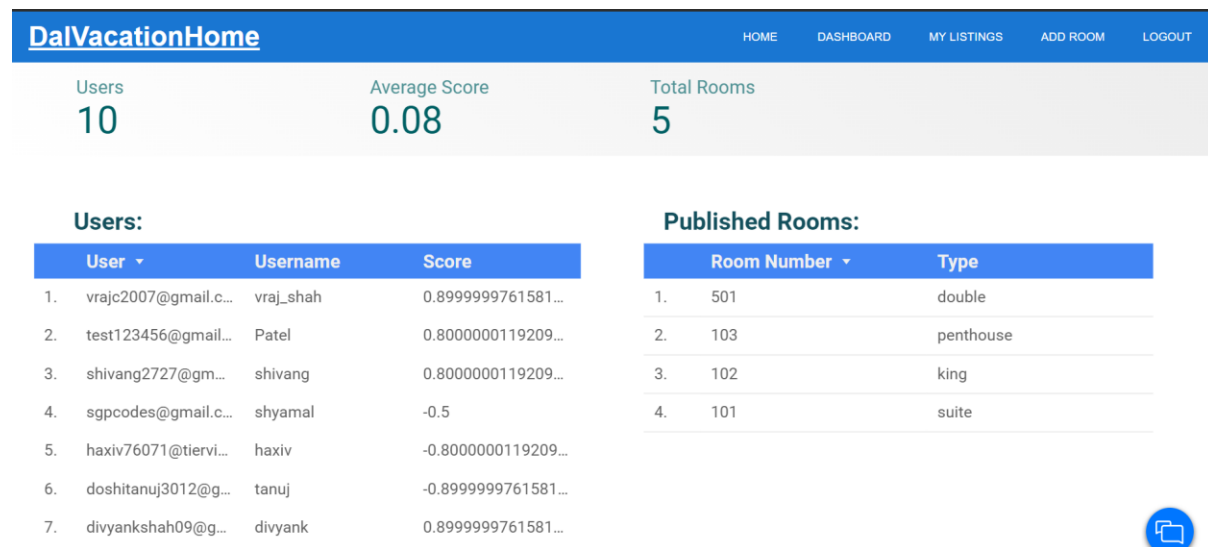 DalVacationHome HOME DASHBOARD MY LISTINGS ADD ROOM LOGOUT
Users Average Score Total Rooms
10 0.08 5
Users:
User Username Score
1. vrajc2007@gmail.c... vraj_shah 0.8999999761581...
2. test123456@gmail... Patel 0.8000000119209...
3. shivang2727@gm... shivang 0.8000000119209...
4. sgpcodes@gmail.c... shyamal -0.5
5. haxiv76071@tiervi... haxiv -0.8000000119209...
6. doshitanuj3012@g... tanuj -0.8999999761581...
7. divyankshah09@g... divyank 0.8999999761581...
Published Rooms:
Room Number Type
1. 501 double
2. 103 penthouse
3. 102 king
4. 101 suite